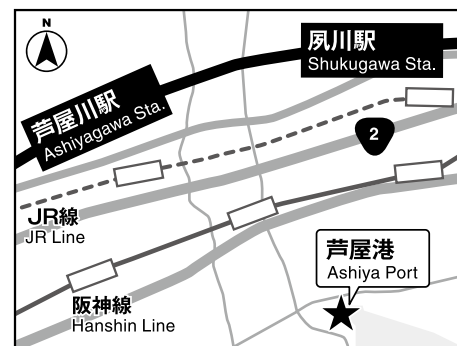 N
夙川駅
Shukugawa Sta.
芦屋川駅
Ashiyagawa Sta.
2
JR線
JR Line
芦屋港
Ashiya Port
阪神線
Hanshin Line